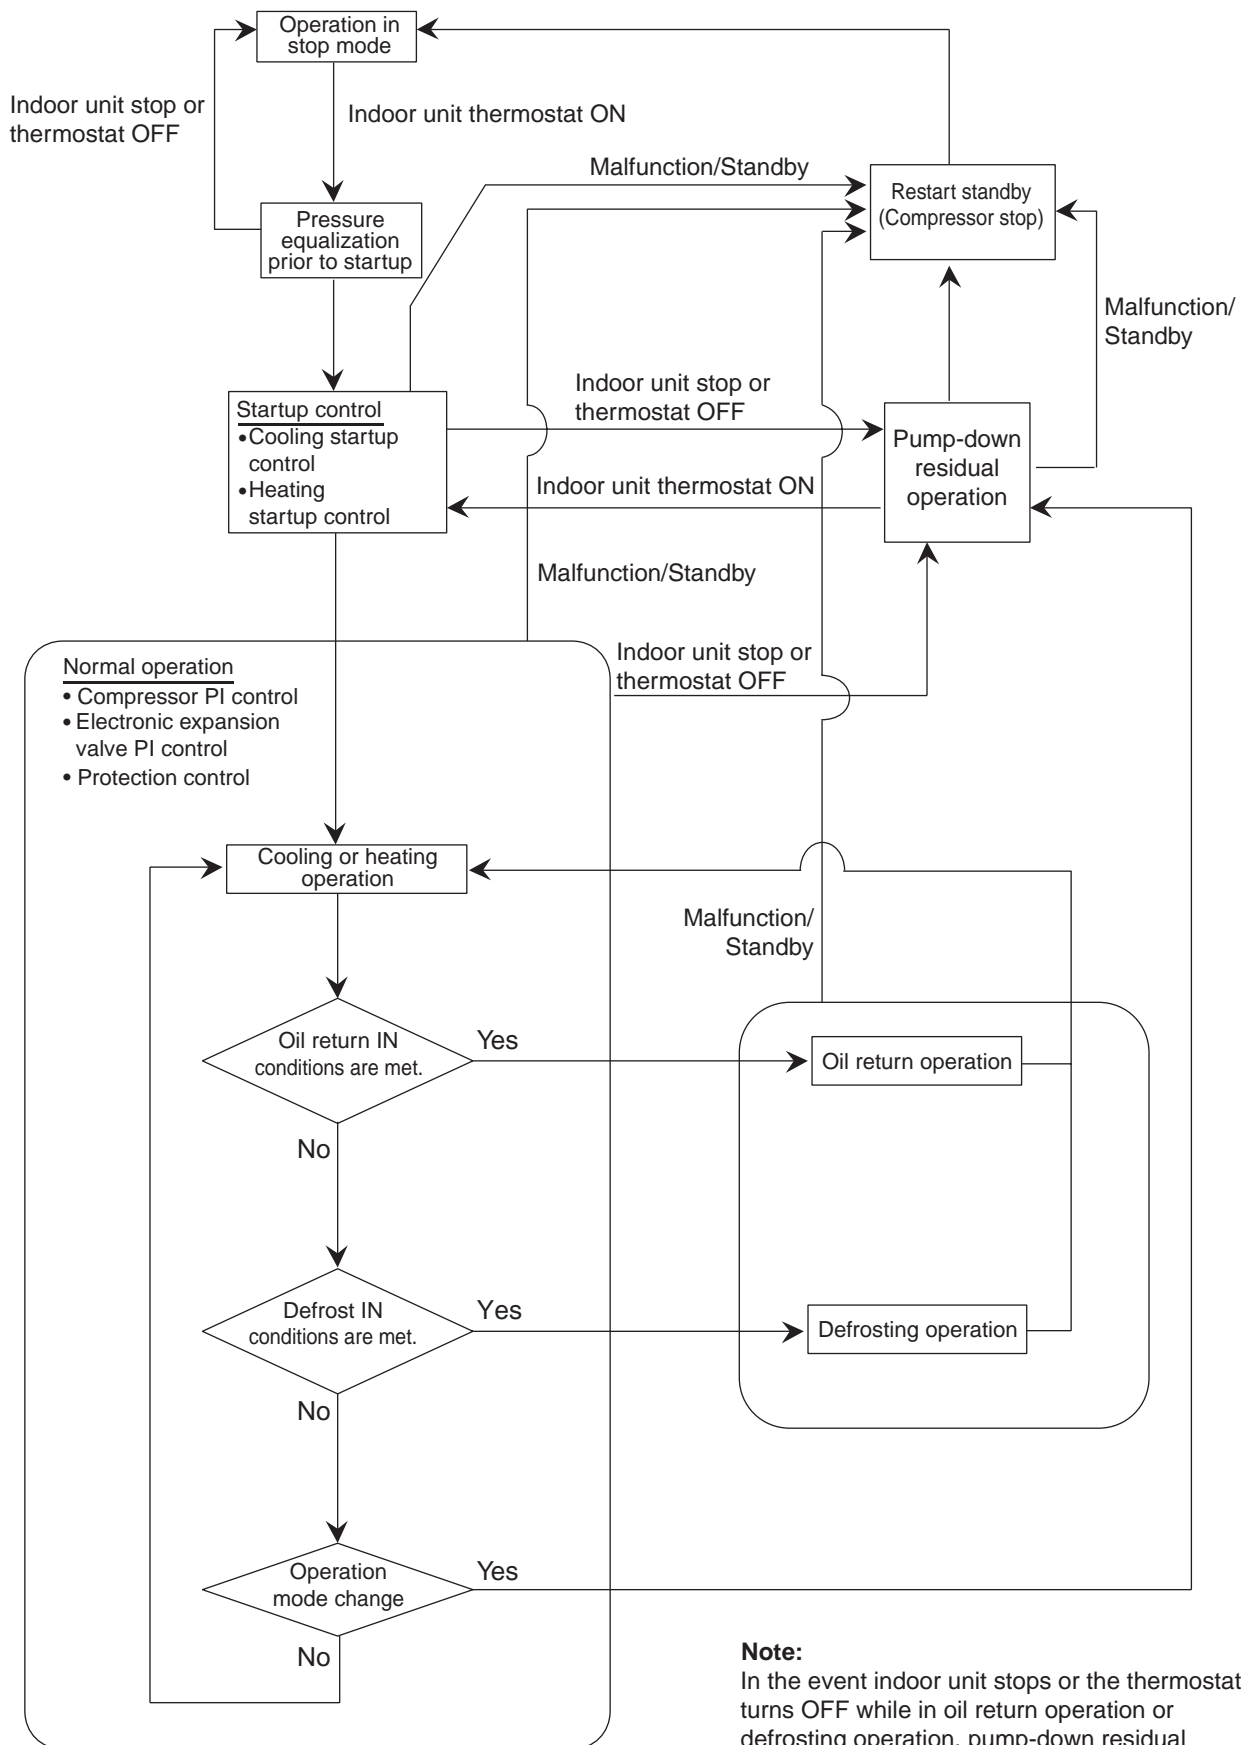 Operation in
stop mode
Indoor unit stop or
thermostat OFF
Indoor unit thermostat ON
Malfunction/Standby
Restart standby
(Compressor stop)
Pressure
equalization
prior to startup
Malfunction/
Standby
Startup control
•Cooling startup
control
•Heating
startup control
Indoor unit stop or
thermostat OFF
Pump-down
residual
operation
Indoor unit thermostat ON
Malfunction/Standby
Normal operation
• Compressor PI control
• Electronic expansion
valve PI control
• Protection control
Indoor unit stop or
thermostat OFF
Cooling or heating
operation
Malfunction/
Standby
Oil return IN
conditions are met.
Yes
Oil return operation
No
Defrost IN
conditions are met.
Yes
Defrosting operation
No
Operation
mode change
Yes
No
Note:
In the event indoor unit stops or the thermostat
turns OFF while in oil return operation or
defrosting operation, pump-down residual